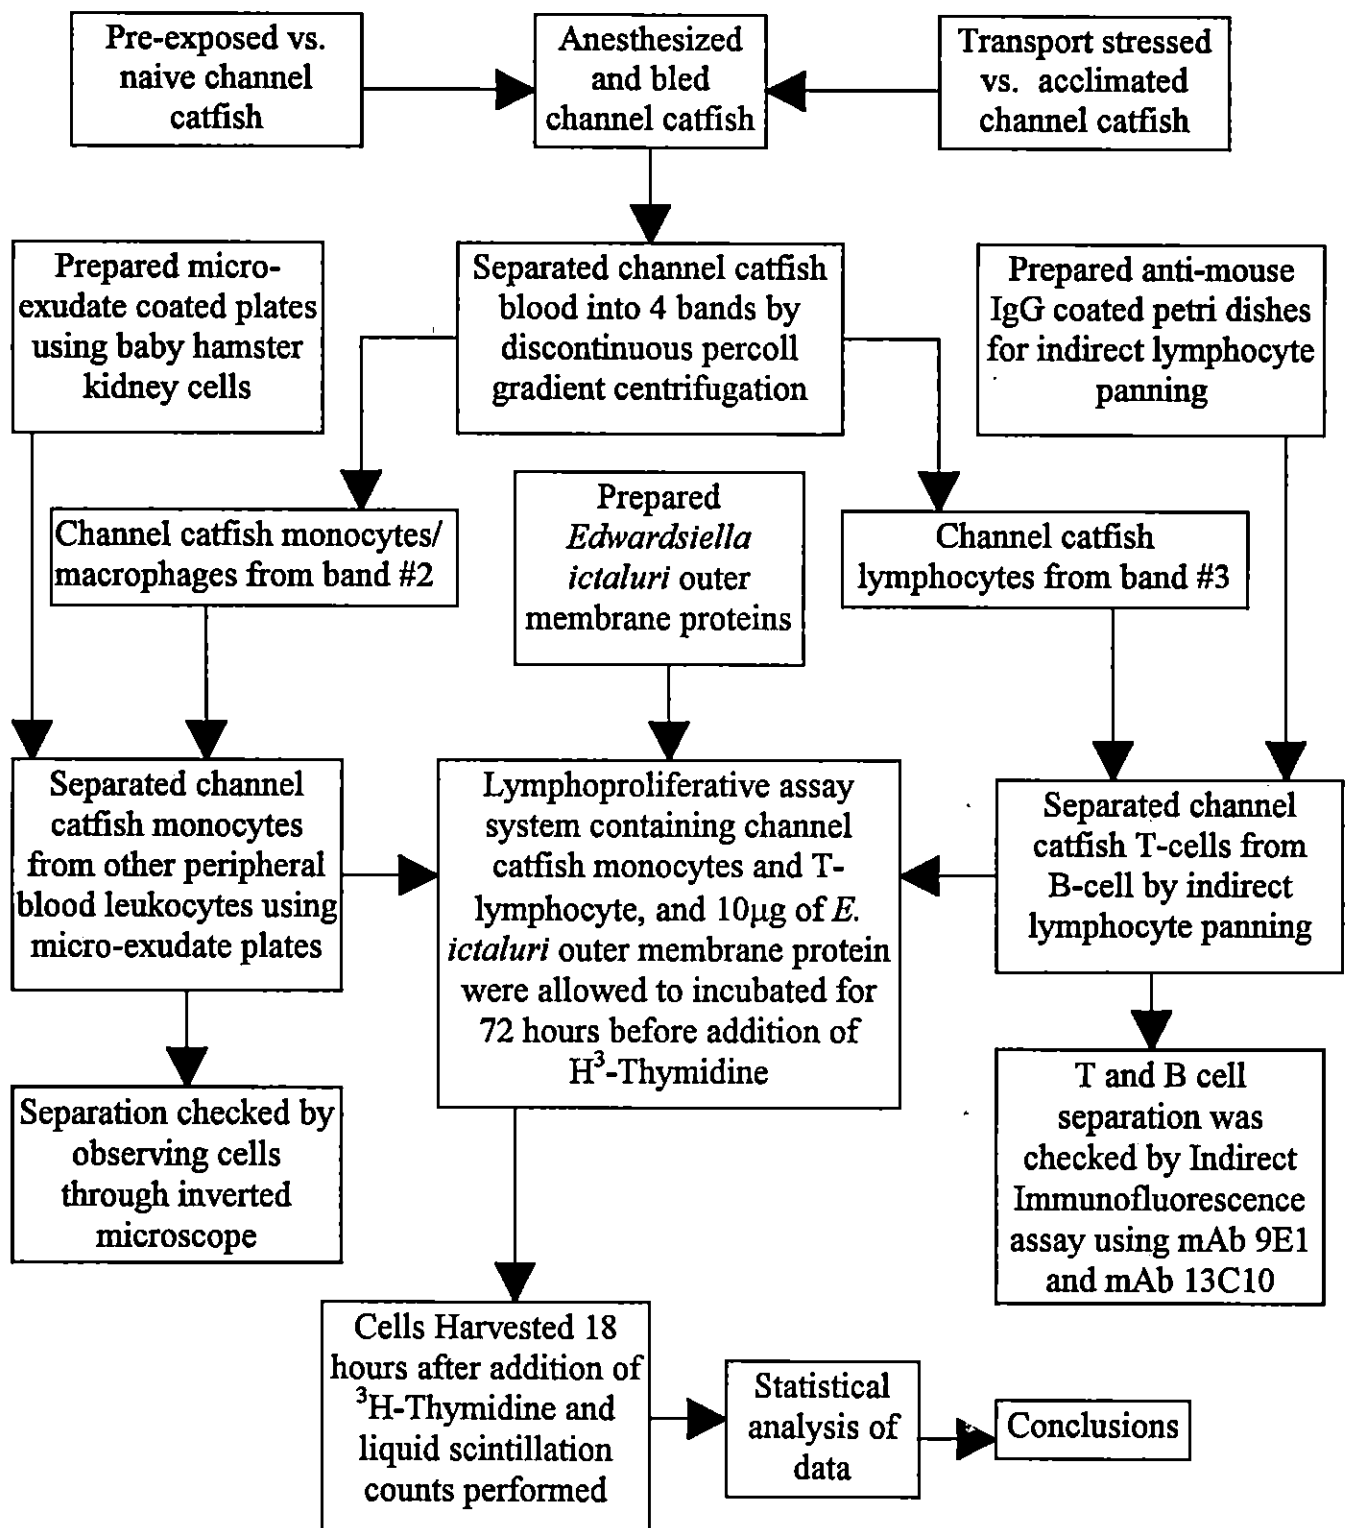 Pre-exposed vs.
naive channel
catfish
Anesthesized
and bled
channel catfish
Transport stressed
vs. acclimated
channel catfish
Prepared micro-
exudate coated plates
using baby hamster
kidney cells
Separated channel catfish
blood into 4 bands by
discontinuous percoll
gradient centrifugation
Prepared anti-mouse
IgG coated petri dishes
for indirect lymphocyte
panning
Channel catfish monocytes/
macrophages from band #2
Prepared
Edwardsiella
ictaluri outer
membrane proteins
Channel catfish
lymphocytes from band #3
Separated channel
catfish monocytes
from other peripheral
blood leukocytes using
micro-exudate plates
Lymphoproliferative assay
system containing channel
catfish monocytes and T-
lymphocyte, and 10µg of E.
ictaluri outer membrane protein
were allowed to incubated for
72 hours before addition of
H³-Thymidine
Separated channel
catfish T-cells from
B-cell by indirect
lymphocyte panning
Separation checked by
observing cells
through inverted
microscope
T and B cell
separation was
checked by Indirect
Immunofluorescence
assay using mAb 9E1
and mAb 13C10
Cells Harvested 18
hours after addition of
³H-Thymidine and
liquid scintillation
counts performed
Statistical
analysis of
data
Conclusions